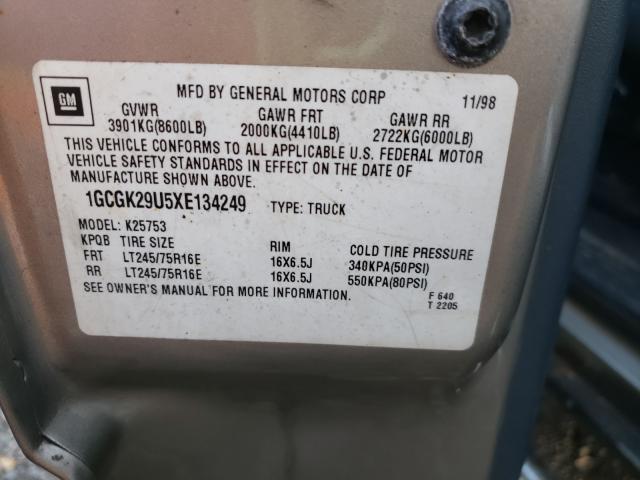 GM
MFD BY GENERAL MOTORS CORP 11/98
GVWR GAWR FRT GAWR RR
3901KG(8600LB) 2000KG(4410LB) 2722KG(6000LB)
THIS VEHICLE CONFORMS TO ALL APPLICABLE U.S. FEDERAL MOTOR
VEHICLE SAFETY STANDARDS IN EFFECT ON THE DATE OF
MANUFACTURE SHOWN ABOVE.
1GCGK29U5XE134249 TYPE: TRUCK
MODEL: K25753
KPQB TIRE SIZE RIM COLD TIRE PRESSURE
FRT LT245/75R16E 16X6.5J 340KPA(50PSI)
RR LT245/75R16E 16X6.5J 550KPA(80PSI)
SEE OWNER'S MANUAL FOR MORE INFORMATION.
F 640
T 2205